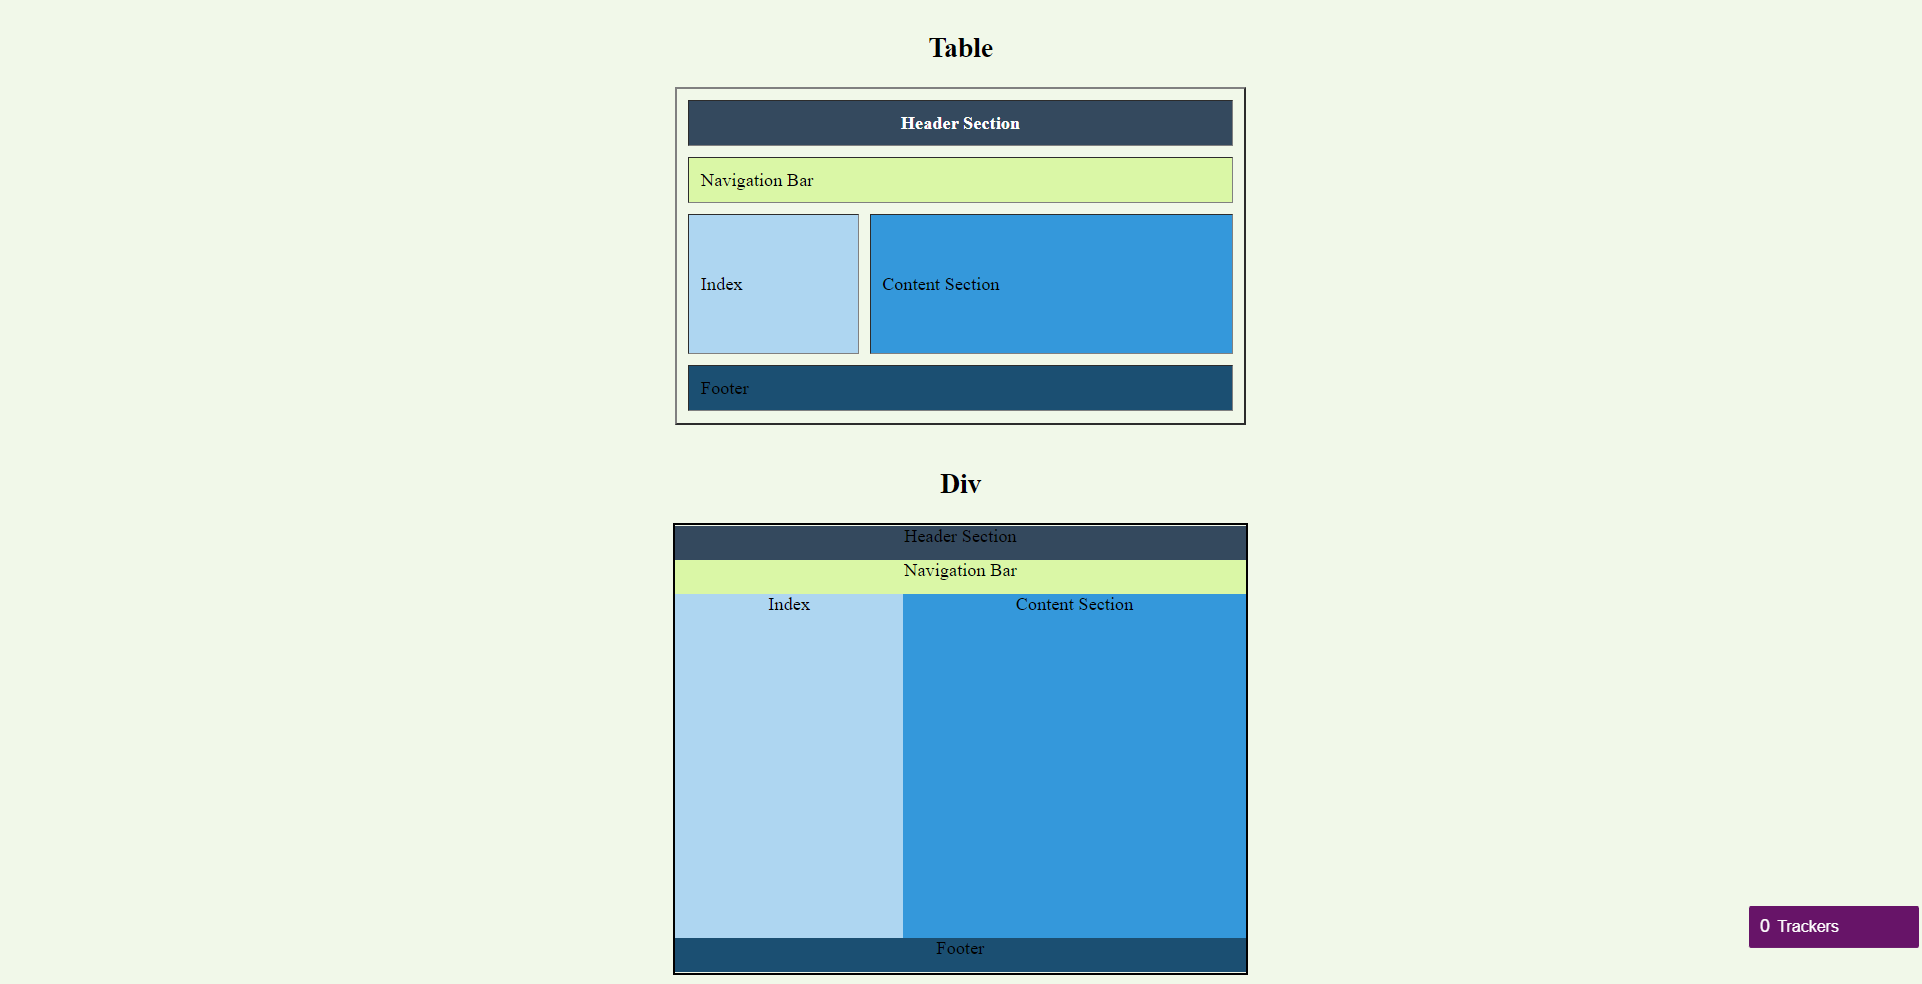 Table
Header Section
Navigation Bar
Index
Content Section
Footer
Div
Header Section
Navigation Bar
Index
Content Section
Footer
0 Trackers